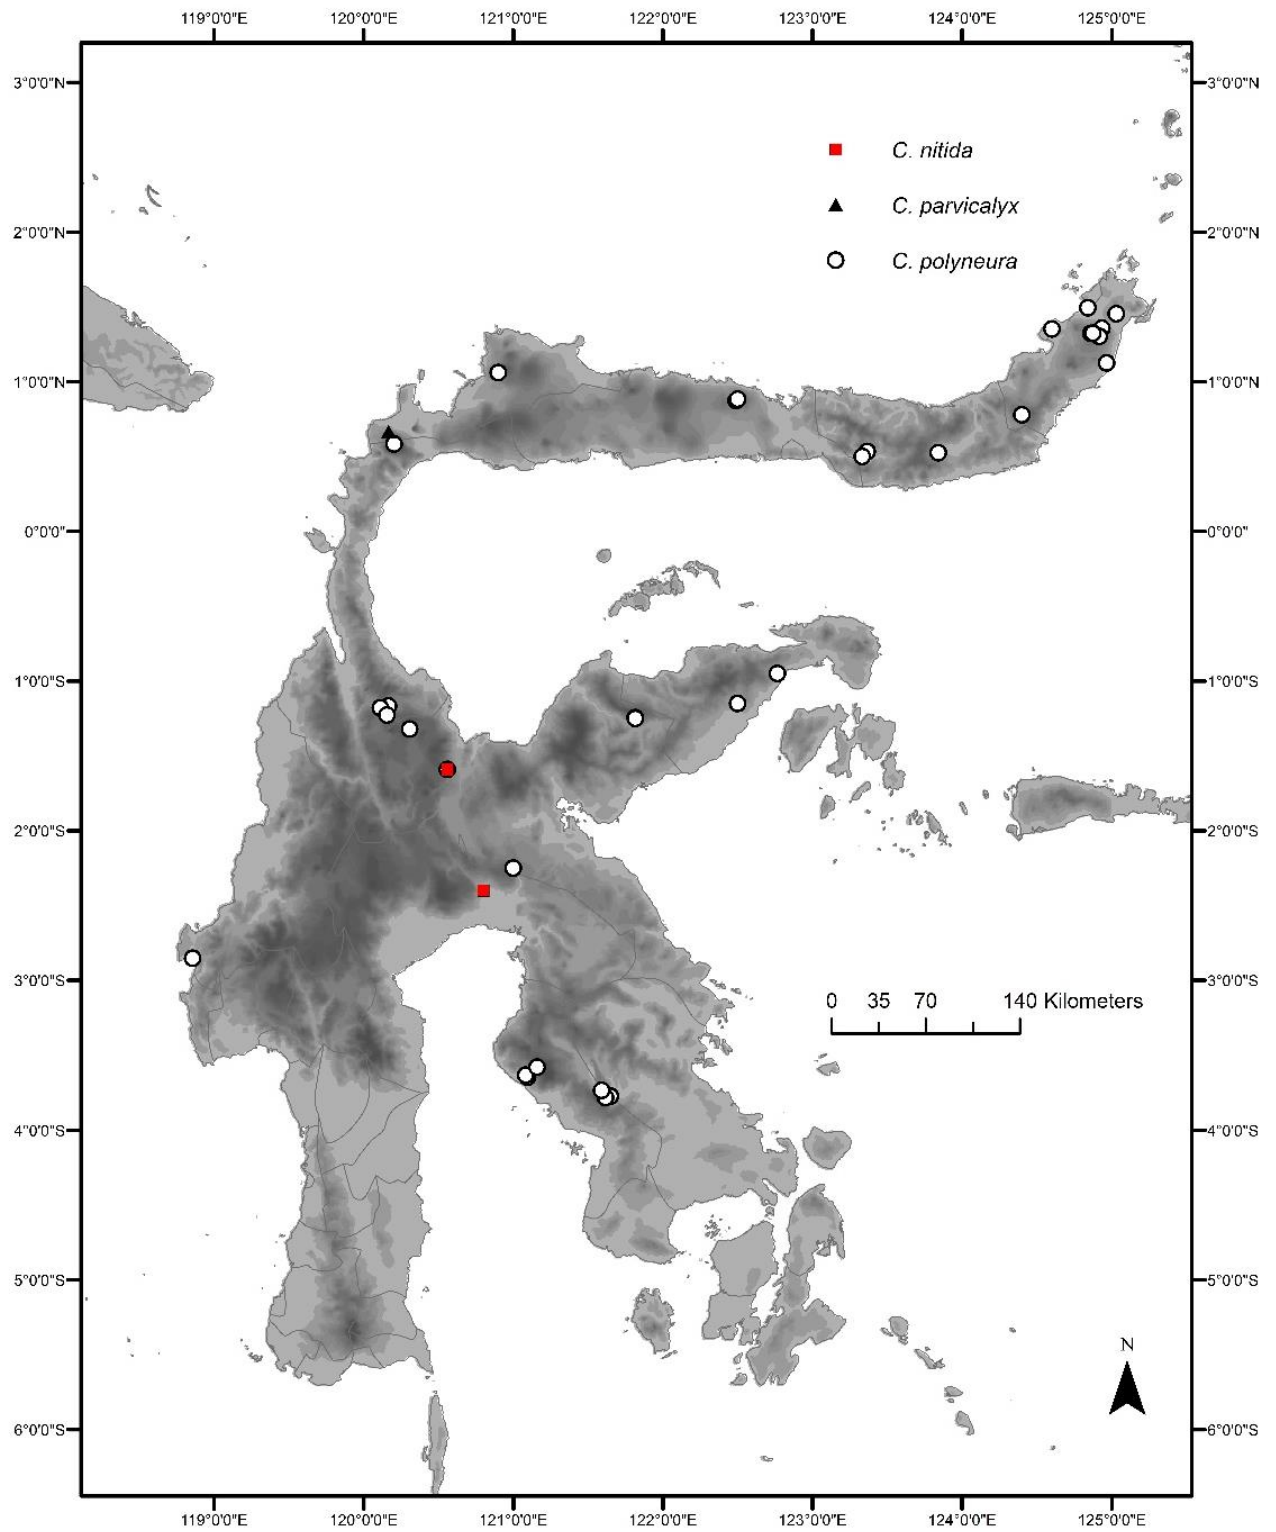 119°0'0"E 120°0'0"E 121°0'0"E 122°0'0"E 123°0'0"E 124°0'0"E 125°0'0"E
3°0'0"N 3°0'0"N
C. nitida
C. parvicalyx
2°0'0"N 2°0'0"N
C. polyneura
1°0'0"N 1°0'0"N
0°0'0" 0°0'0"
1°0'0"S 1°0'0"S
2°0'0"S 2°0'0"S
3°0'0"S 3°0'0"S
0 35 70 140 Kilometers
4°0'0"S 4°0'0"S
5°0'0"S 5°0'0"S
N
6°0'0"S 6°0'0"S
119°0'0"E 120°0'0"E 121°0'0"E 122°0'0"E 123°0'0"E 124°0'0"E 125°0'0"E